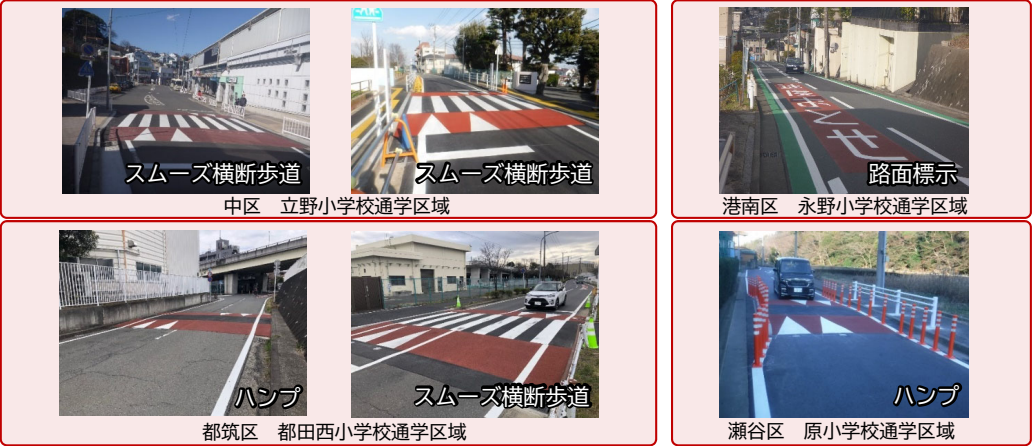 スムーズ横断歩道
スムーズ横断歩道
中区　立野小学校通学区域
路面標示
港南区　永野小学校通学区域
ハンプ
スムーズ横断歩道
都筑区　都田西小学校通学区域
ハンプ
瀬谷区　原小学校通学区域